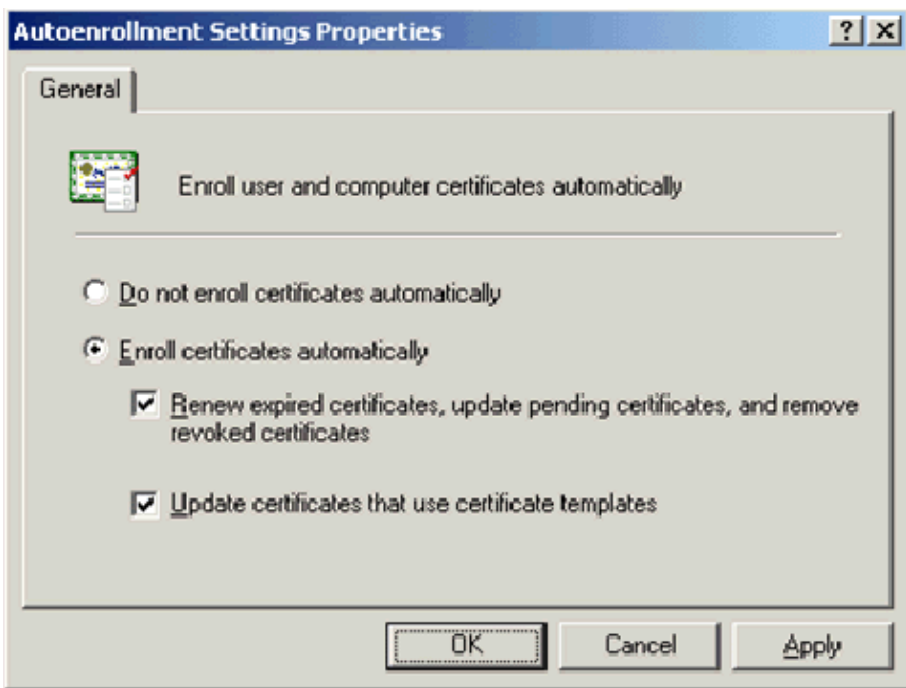 Autoenrollment Settings Properties
General
Enroll user and computer certificates automatically
Do not enroll certificates automatically
Enroll certificates automatically
Renew expired certificates, update pending certificates, and remove
revoked certificates
Update certificates that use certificate templates
OK Cancel Apply